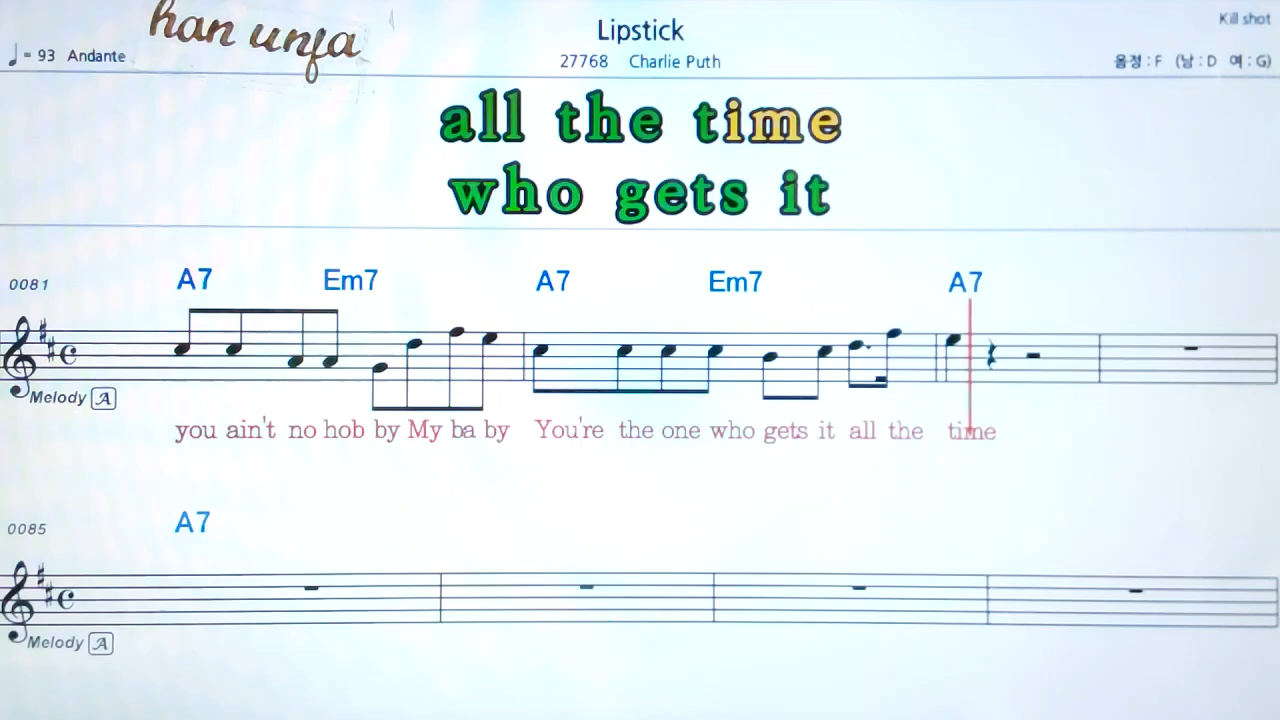 han unfa
Lipstick
Kill shot
♩= 93 Andante
27768 Charlie Puth
음정 : F (남 : D 여 : G)
all the time
who gets it
0081
A7 Em7 A7 Em7 A7
Melody A
you ain't no hob by My ba by You're the one who gets it all the time
0085
A7
Melody A